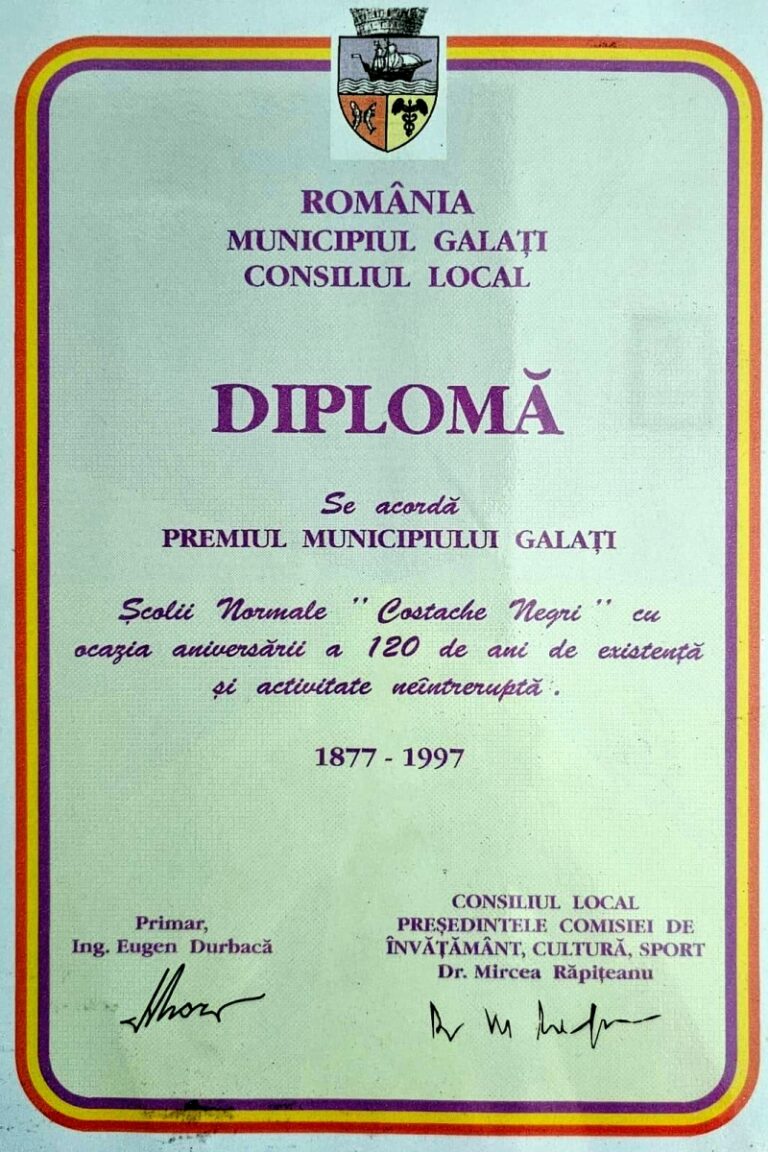 ROMÂNIA
MUNICIPIUL GALAȚI
CONSILIUL LOCAL
DIPLOMĂ
Se acordă
PREMIUL MUNICIPIULUI GALAȚI
Școlii Normale "Costache Negri" cu
ocazia aniversării a 120 de ani de existență
și activitate neîntreruptă.
1877 - 1997
Primar,
Ing. Eugen Durbacă
CONSILIUL LOCAL
PREȘEDINTELE COMISIEI DE
ÎNVĂȚĂMÂNT, CULTURĂ, SPORT
Dr. Mircea Răpițeanu